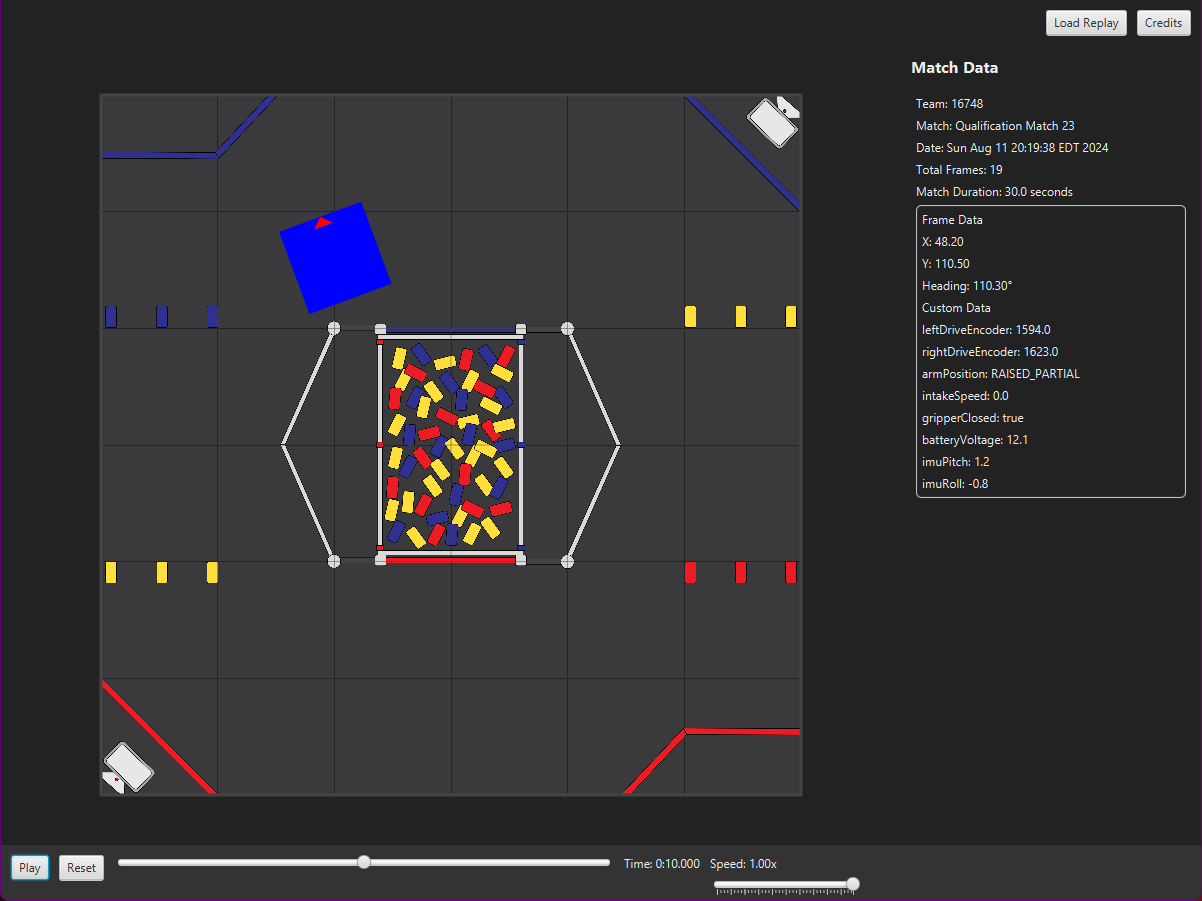 Load Replay
Credits
Match Data
Team: 16748
Match: Qualification Match 23
Date: Sun Aug 11 20:19:38 EDT 2024
Total Frames: 19
Match Duration: 30.0 seconds
Frame Data
X: 48.20
Y: 110.50
Heading: 110.30°
Custom Data
leftDriveEncoder: 1594.0
rightDriveEncoder: 1623.0
armPosition: RAISED_PARTIAL
intakeSpeed: 0.0
gripperClosed: true
batteryVoltage: 12.1
imuPitch: 1.2
imuRoll: -0.8
Play
Reset
Time: 0:10.000
Speed: 1.00x